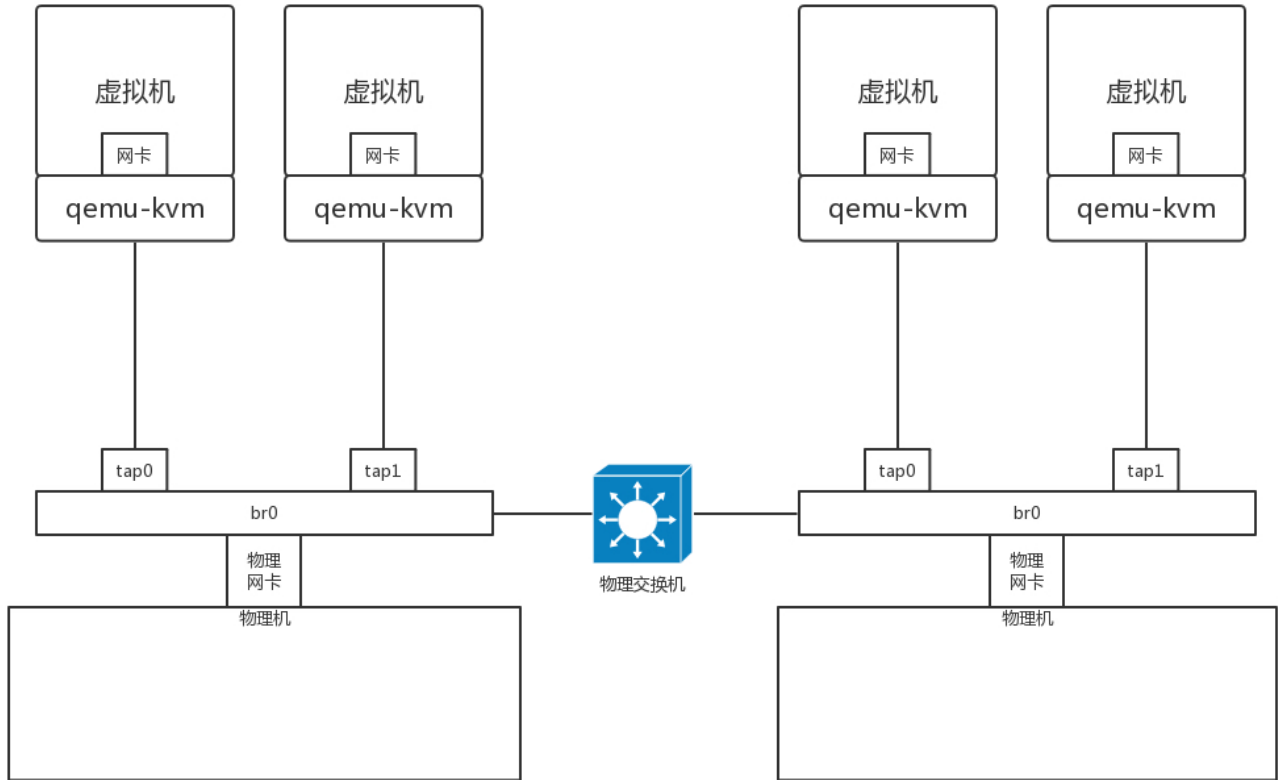 虚拟机
虚拟机
虚拟机
虚拟机
网卡
网卡
网卡
网卡
qemu-kvm
qemu-kvm
qemu-kvm
qemu-kvm
tap0
tap1
tap0
tap1
br0
br0
物理
网卡
物理交换机
物理
网卡
物理机
物理机